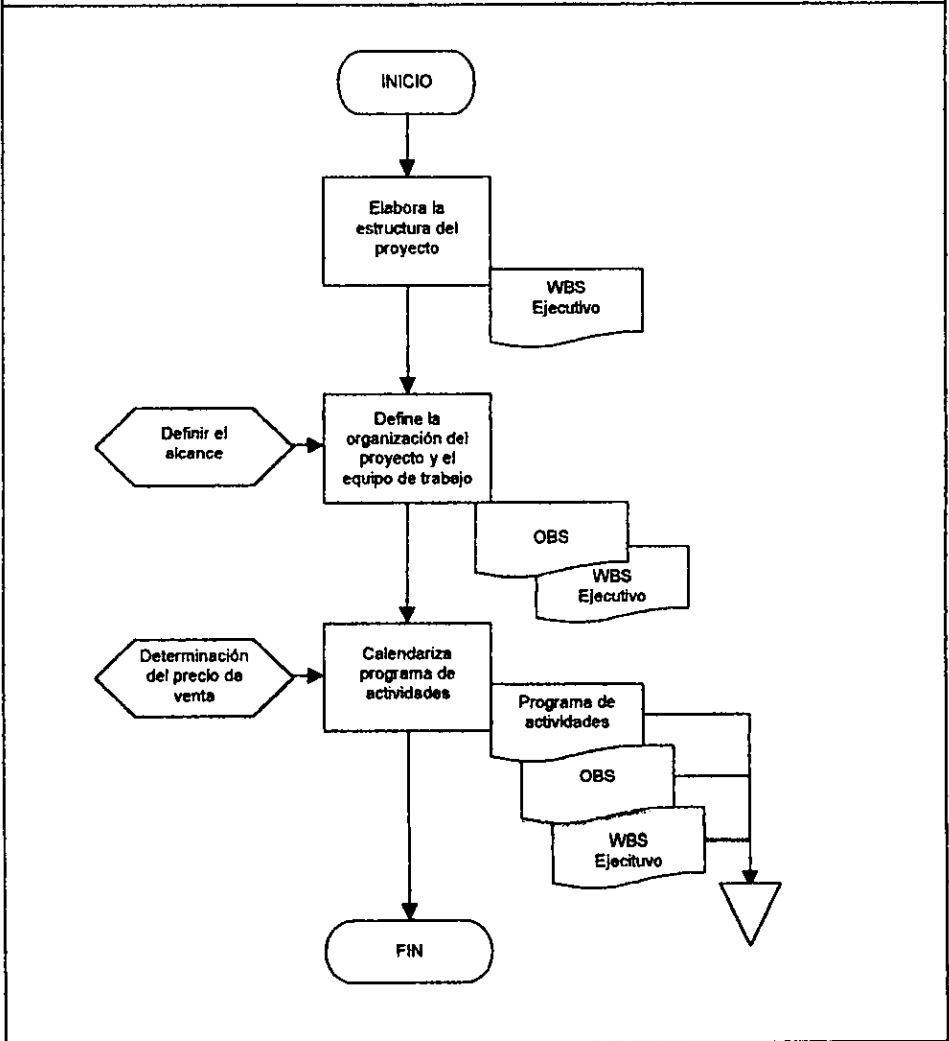 INICIO
Elabora la
estructura del
proyecto
WBS
Ejecutivo
Definir el
alcance
Define la
organización del
proyecto y el
equipo de trabajo
OBS
WBS
Ejecutivo
Determinación
del precio da
venta
Calendariza
programa de
actividades
Programa de
actividades
OBS
WBS
Ejecituvo
FIN